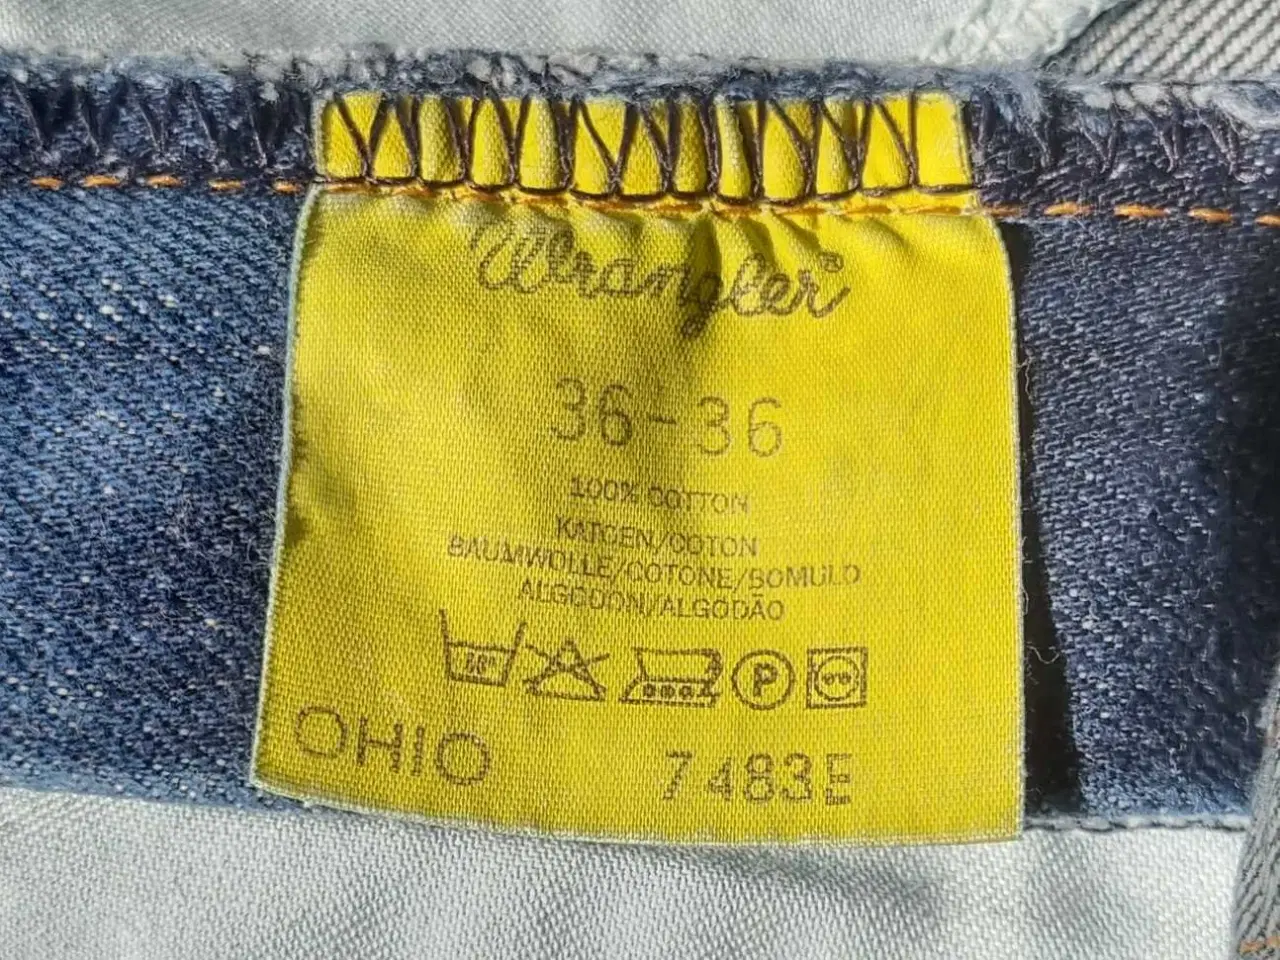 Wrangler®
36-36
100% COTTON
KATOEN/COTON
BAUMWOLLE/COTONE/BOMULD
ALGODON/ALGODÃO
P
OHIO 7483E